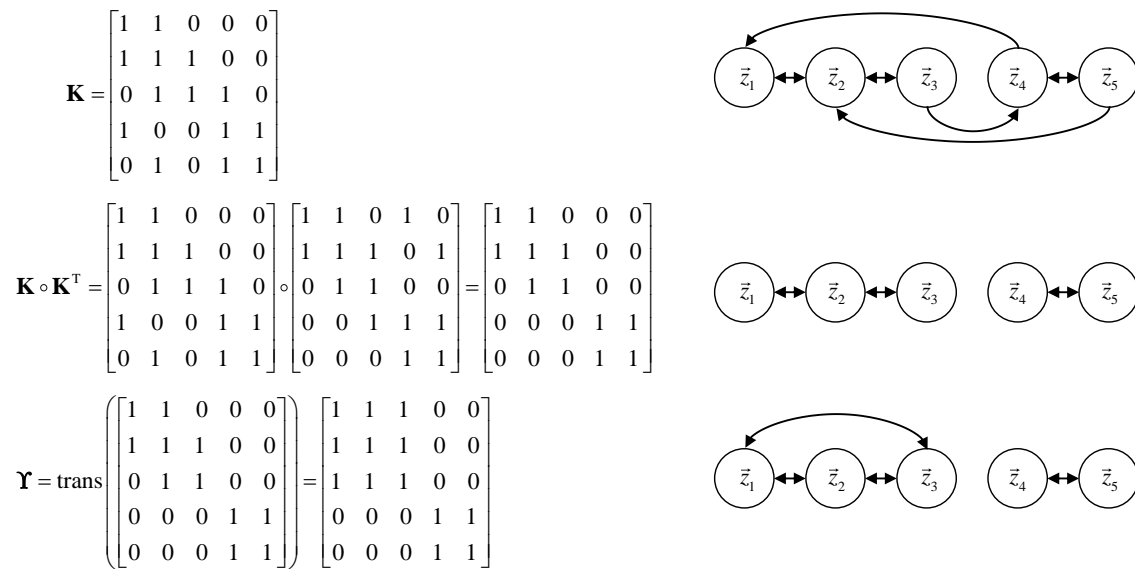 K = [1 1 0 0 0
1 1 1 0 0
0 1 1 1 0
1 0 0 1 1
0 1 0 1 1]
z⃗1 z⃗2 z⃗3 z⃗4 z⃗5
K ∘ K^T = [1 1 0 0 0 ∘ [1 1 0 1 0 = [1 1 0 0 0
1 1 1 0 0 1 1 1 0 1 1 1 1 0 0
0 1 1 1 0 0 1 1 0 0 0 1 1 0 0
1 0 0 1 1 0 0 1 1 1 0 0 0 1 1
0 1 0 1 1] 0 0 0 1 1] 0 0 0 1 1]
z⃗1 z⃗2 z⃗3 z⃗4 z⃗5
ϒ = trans([1 1 0 0 0 = [1 1 1 0 0
1 1 1 0 0 1 1 1 0 0
0 1 1 0 0 1 1 1 0 0
0 0 0 1 1 0 0 0 1 1
0 0 0 1 1]) 0 0 0 1 1]
z⃗1 z⃗2 z⃗3 z⃗4 z⃗5